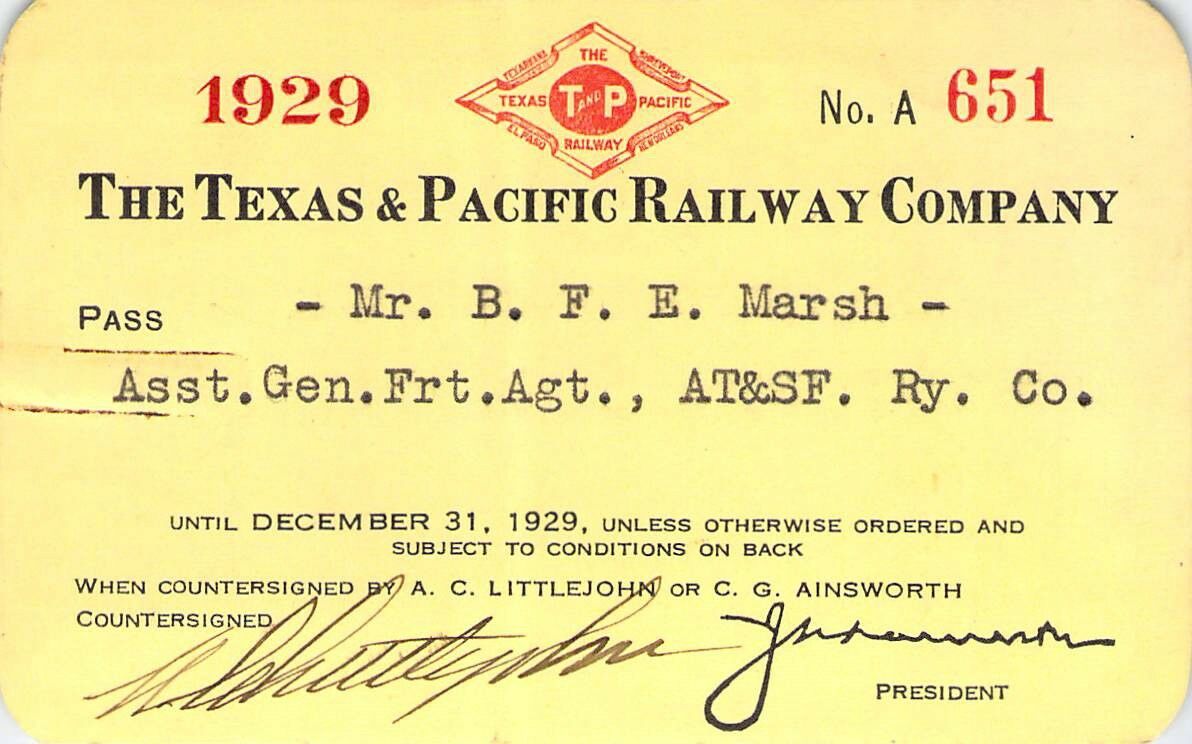 1929
TEXARKANA
THE
SHREVEPORT
TEXAS T AND P PACIFIC
EL PASO
RAILWAY
NEW ORLEANS
No. A 651
THE TEXAS & PACIFIC RAILWAY COMPANY
PASS - Mr. B. F. E. Marsh -
Asst.Gen.Frt.Agt., AT&SF. Ry. Co.
UNTIL DECEMBER 31, 1929, UNLESS OTHERWISE ORDERED AND
SUBJECT TO CONDITIONS ON BACK
WHEN COUNTERSIGNED BY A. C. LITTLEJOHN OR C. G. AINSWORTH
COUNTERSIGNED
PRESIDENT